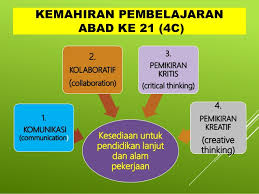 KEMAHIRAN PEMBELAJARAN
ABAD KE 21 (4C)
1.
KOMUNIKASI
(communication)
2.
KOLABORATIF
(collaboration)
3.
PEMIKIRAN
KRITIS
(critical thinking)
4.
PEMIKIRAN
KREATIF
(creative
thinking)
Kesediaan untuk
pendidikan lanjut
dan alam
pekerjaan